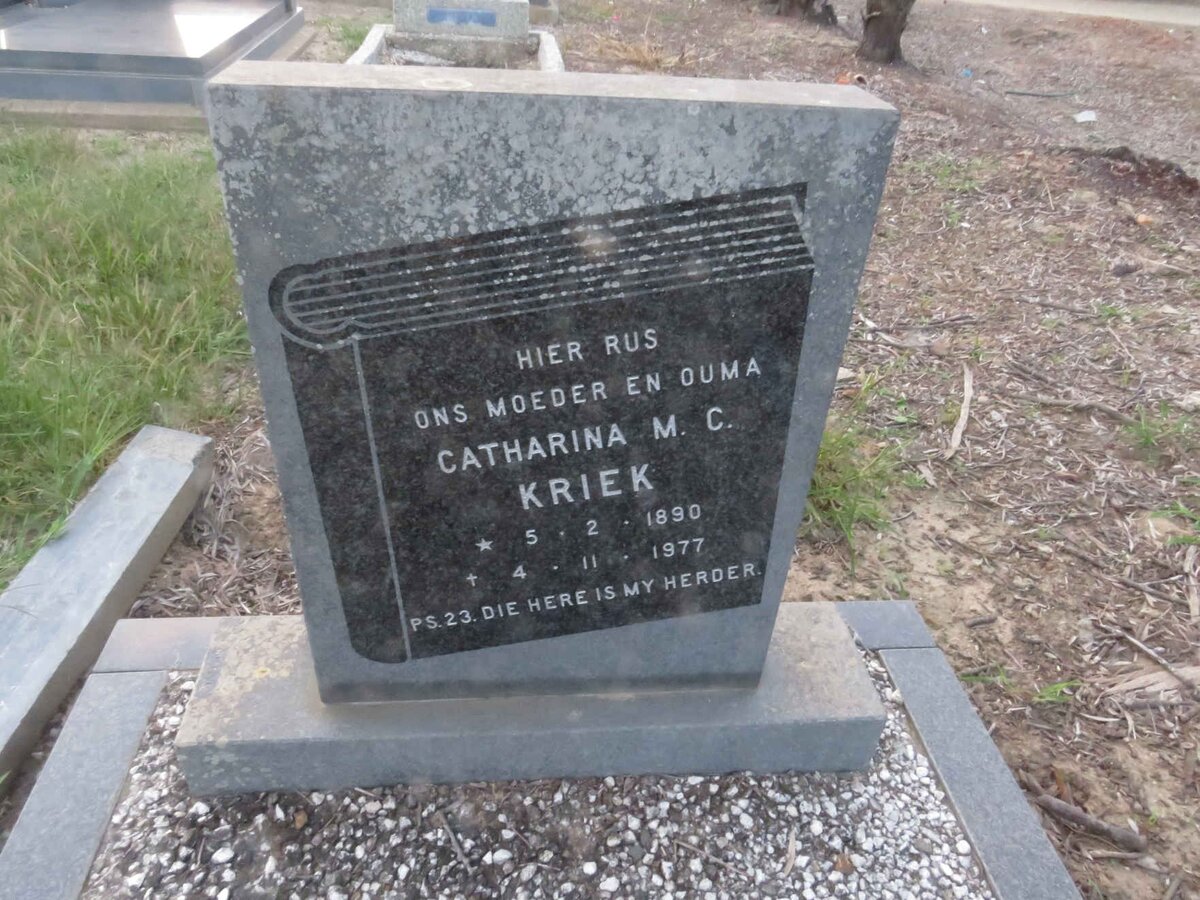 HIER RUS
ONS MOEDER EN OUMA
CATHARINA M. C.
KRIEK
★ 5 · 2 · 1890
✝ 4 · 11 · 1977
PS.23. DIE HERE IS MY HERDER.